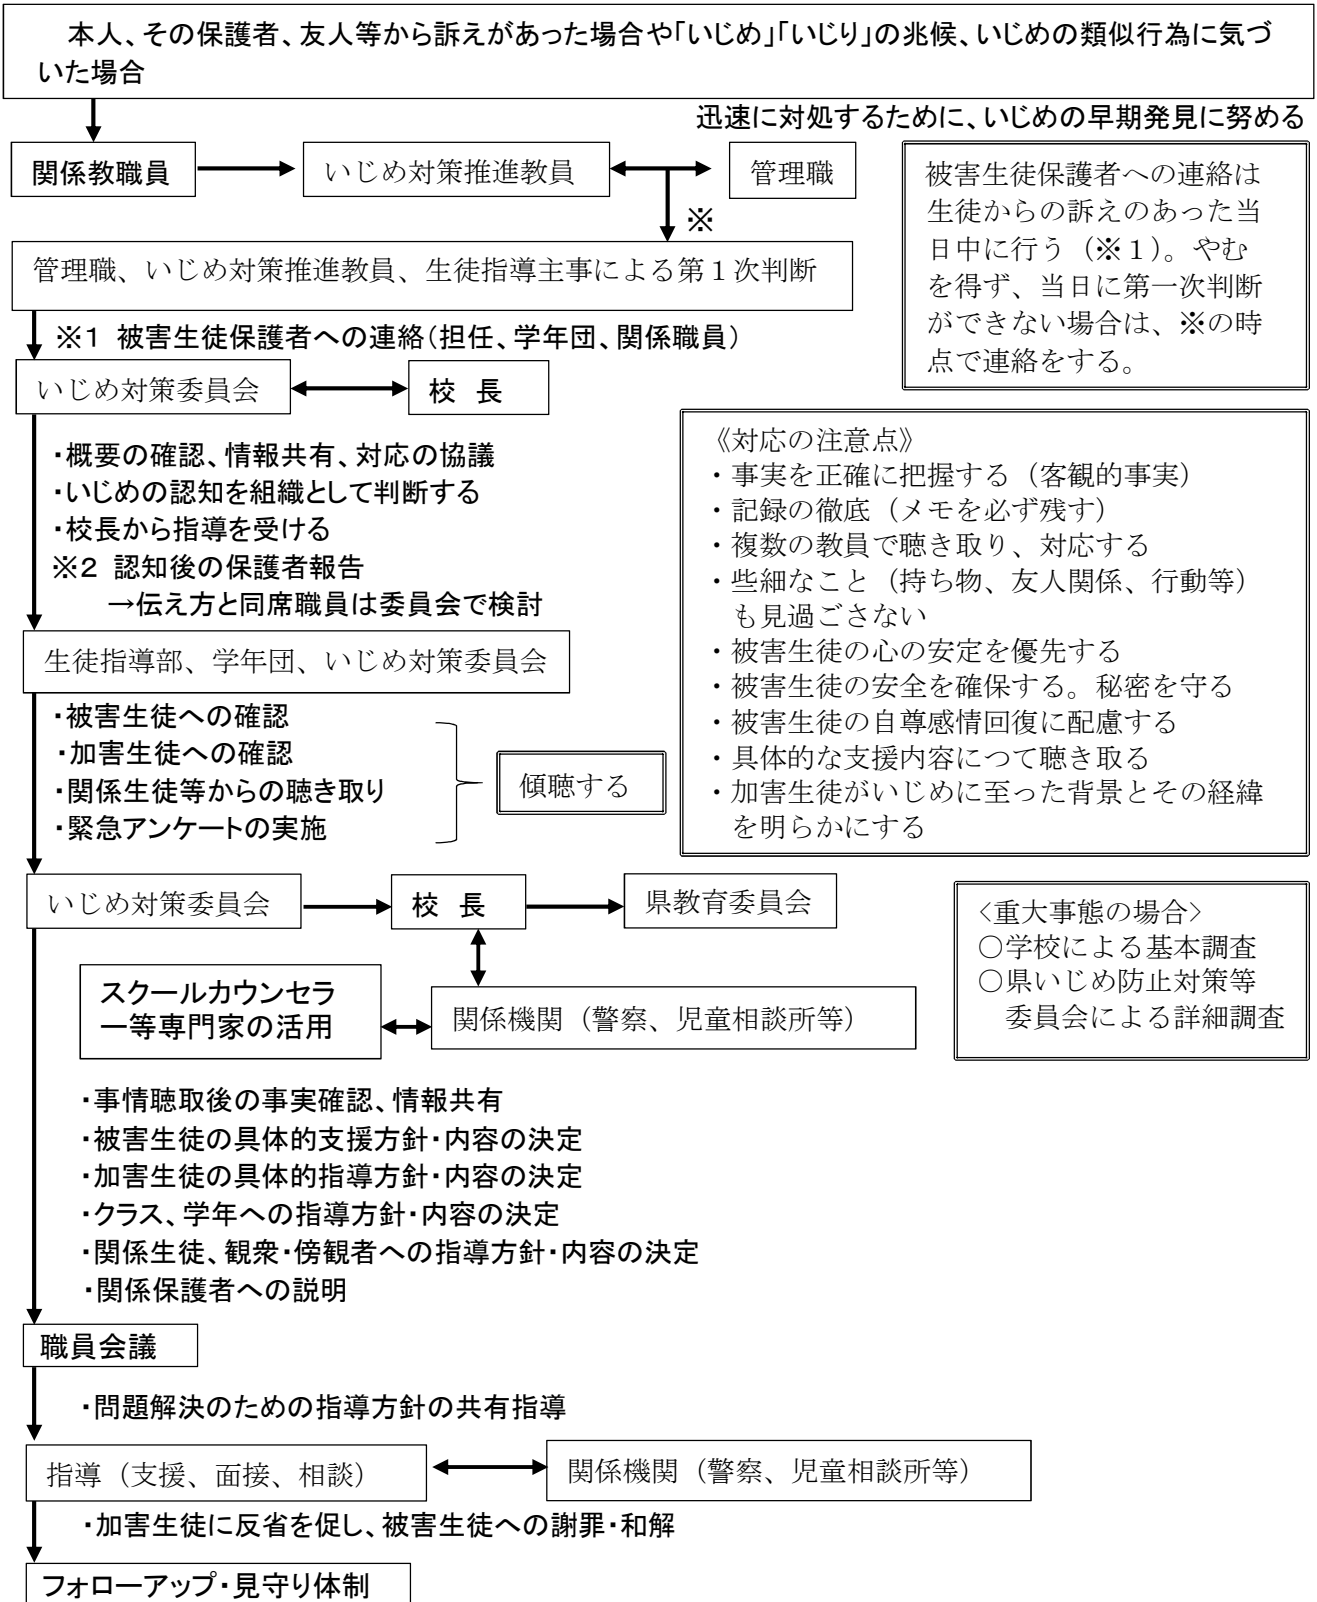 本人、その保護者、友人等から訴えがあった場合や「いじめ」「いじり」の兆候、いじめの類似行為に気づ
いた場合
迅速に対処するために、いじめの早期発見に努める
関係教職員
いじめ対策推進教員
管理職
※
被害生徒保護者への連絡は
生徒からの訴えのあった当
日中に行う（※１）。やむ
を得ず、当日に第一次判断
ができない場合は、※の時
点で連絡をする。
管理職、いじめ対策推進教員、生徒指導主事による第１次判断
※1 被害生徒保護者への連絡（担任、学年団、関係職員）
いじめ対策委員会
校 長
・概要の確認、情報共有、対応の協議
・いじめの認知を組織として判断する
・校長から指導を受ける
※2 認知後の保護者報告
→伝え方と同席職員は委員会で検討
《対応の注意点》
・事実を正確に把握する（客観的事実）
・記録の徹底（メモを必ず残す）
・複数の教員で聴き取り、対応する
・些細なこと（持ち物、友人関係、行動等）
も見過ごさない
・被害生徒の心の安定を優先する
・被害生徒の安全を確保する。秘密を守る
・被害生徒の自尊感情回復に配慮する
・具体的な支援内容につて聴き取る
・加害生徒がいじめに至った背景とその経緯
を明らかにする
生徒指導部、学年団、いじめ対策委員会
・被害生徒への確認
・加害生徒への確認
・関係生徒等からの聴き取り
・緊急アンケートの実施
傾聴する
いじめ対策委員会
校 長
県教育委員会
<重大事態の場合>
○学校による基本調査
○県いじめ防止対策等
委員会による詳細調査
スクールカウンセラ
ー等専門家の活用
関係機関（警察、児童相談所等）
・事情聴取後の事実確認、情報共有
・被害生徒の具体的支援方針・内容の決定
・加害生徒の具体的指導方針・内容の決定
・クラス、学年への指導方針・内容の決定
・関係生徒、観衆・傍観者への指導方針・内容の決定
・関係保護者への説明
職員会議
・問題解決のための指導方針の共有指導
指導（支援、面接、相談）
関係機関（警察、児童相談所等）
・加害生徒に反省を促し、被害生徒への謝罪・和解
フォローアップ・見守り体制